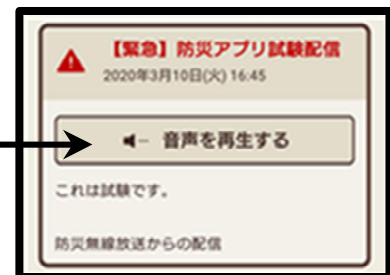 【緊急】防災アプリ試験配信
2020年3月10日(火) 16:45
音声を再生する
これは試験です。
防災無線放送からの配信